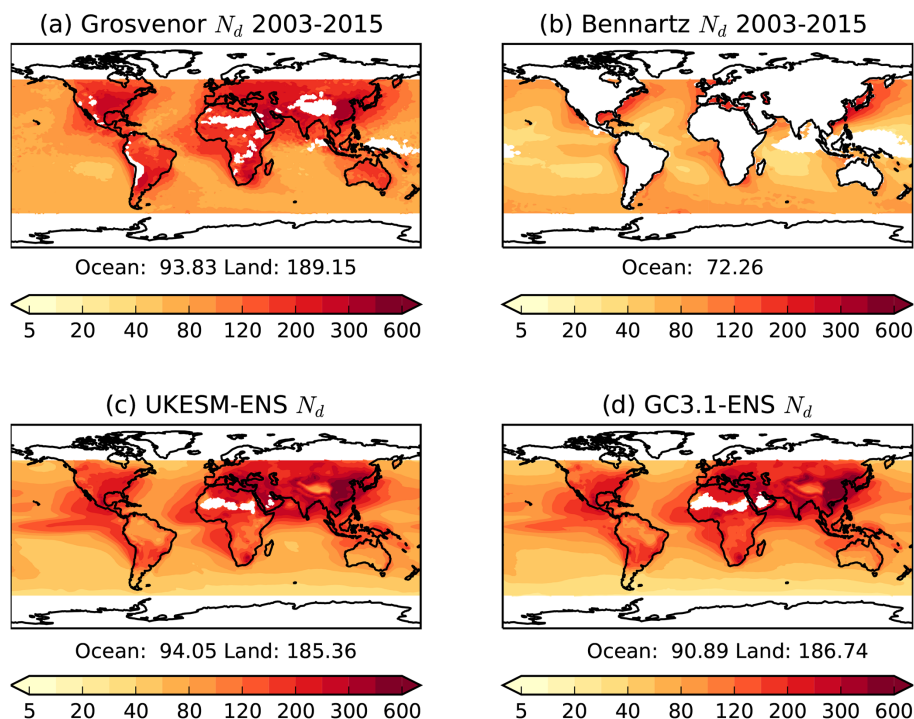 (a) Grosvenor N_d 2003-2015
(b) Bennartz N_d 2003-2015
Ocean: 93.83 Land: 189.15
Ocean: 72.26
5 20 40 80 120 200 300 600
5 20 40 80 120 200 300 600
(c) UKESM-ENS N_d
(d) GC3.1-ENS N_d
Ocean: 94.05 Land: 185.36
Ocean: 90.89 Land: 186.74
5 20 40 80 120 200 300 600
5 20 40 80 120 200 300 600